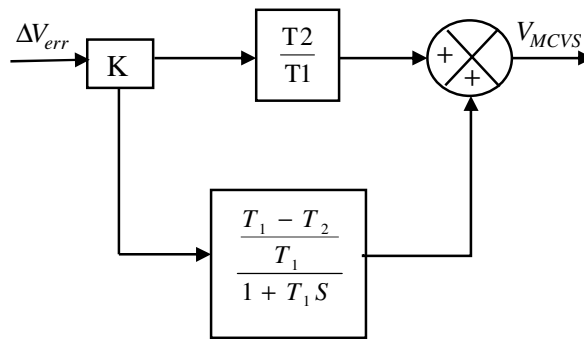 ΔV_err
K
T2
T1
+
+
V_MCVS
T_1 − T_2
T_1
1 + T_1 S